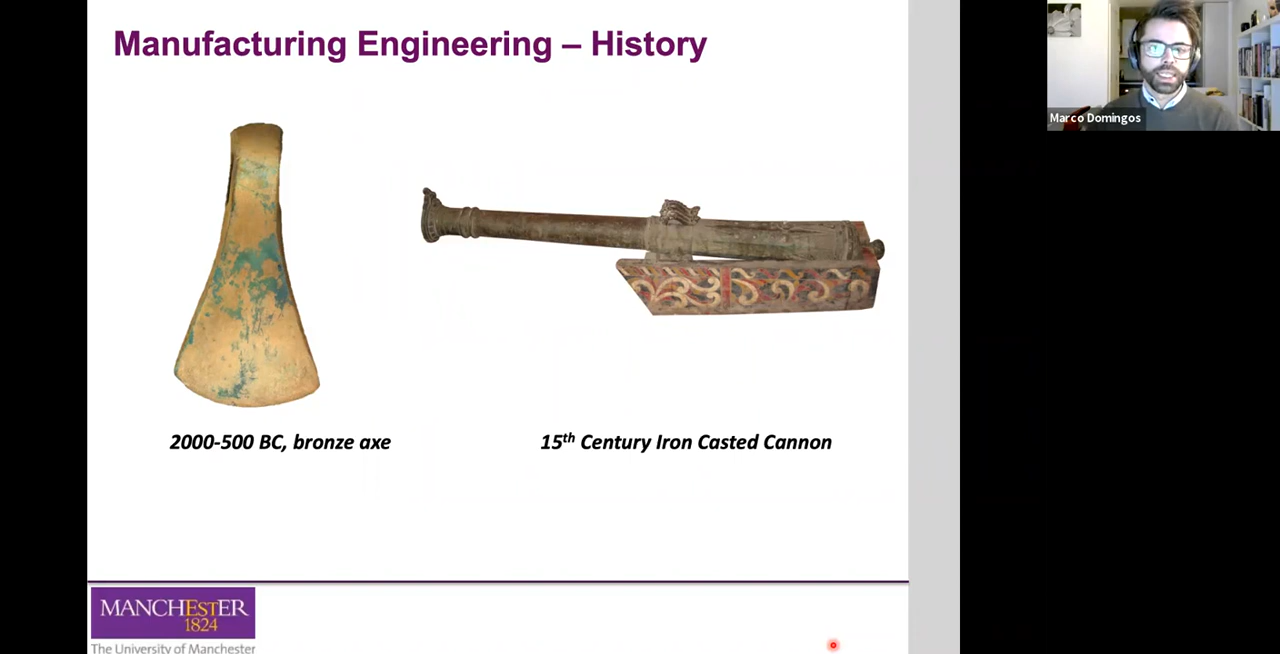 Manufacturing Engineering – History
Marco Domingos
2000-500 BC, bronze axe
15th Century Iron Casted Cannon
MANCHESTER
1824
The University of Manchester